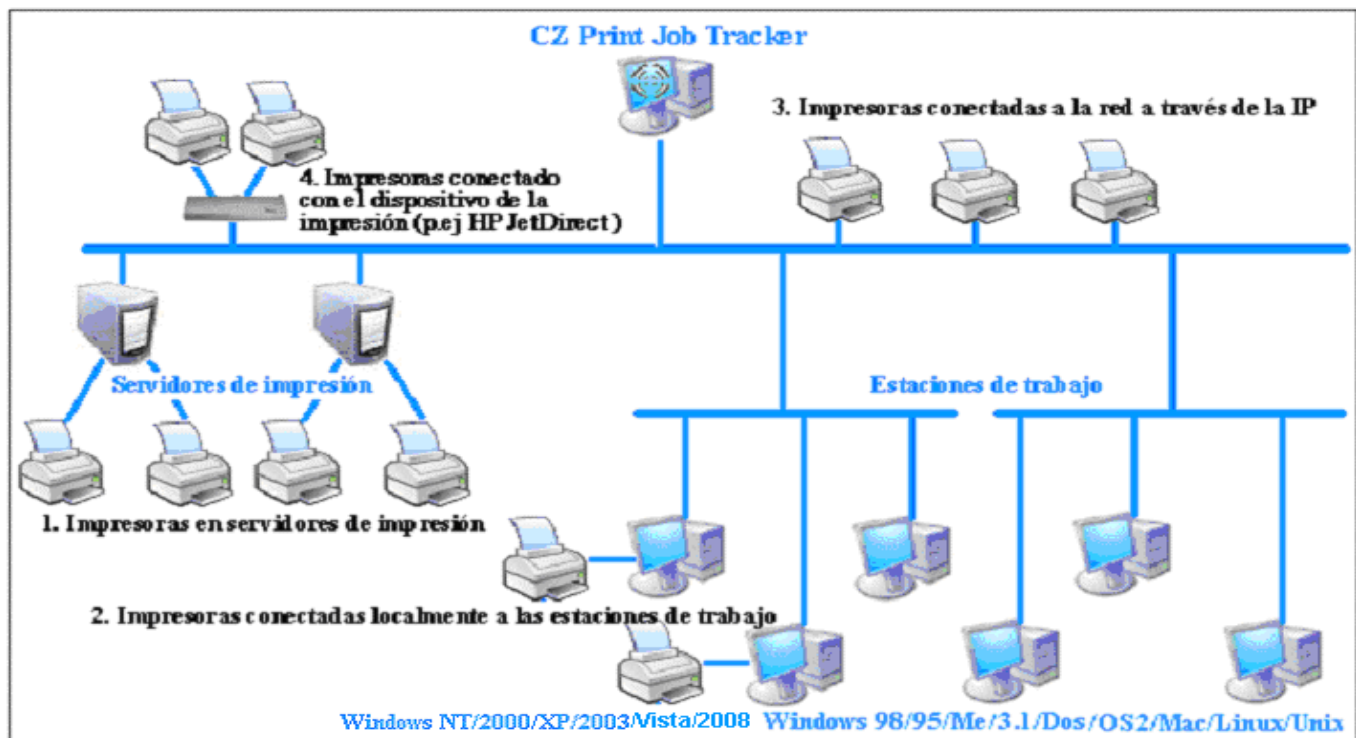 CZ Print Job Tracker
3. Impresoras conectadas a la red a través de la IP
4. Impresoras conectado
con el dispositivo de la
impresión (p.ej HP JetDirect)
Servidores de impresión
Estaciones de trabajo
1. Impresoras en servidores de impresión
2. Impresoras conectadas localmente a las estaciones de trabajo
Windows NT/2000/XP/2003/Vista/2008
Windows 98/95/Me/3.1/Dos/OS2/Mac/Linux/Unix